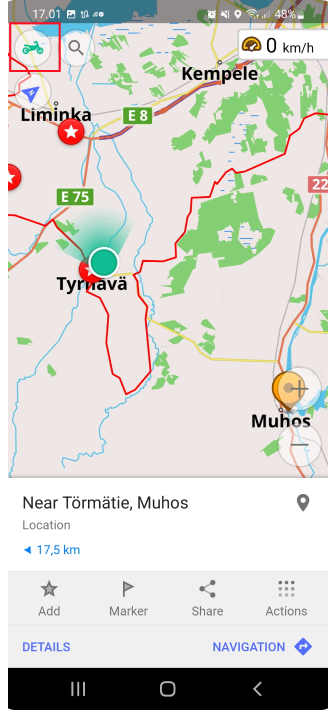 17.01 48%
0 km/h
Kempele
Liminka
E 8
22
E 75
Tyrnävä
Muhos
Near Törmätie, Muhos
Location
17,5 km
Add Marker Share Actions
DETAILS NAVIGATION